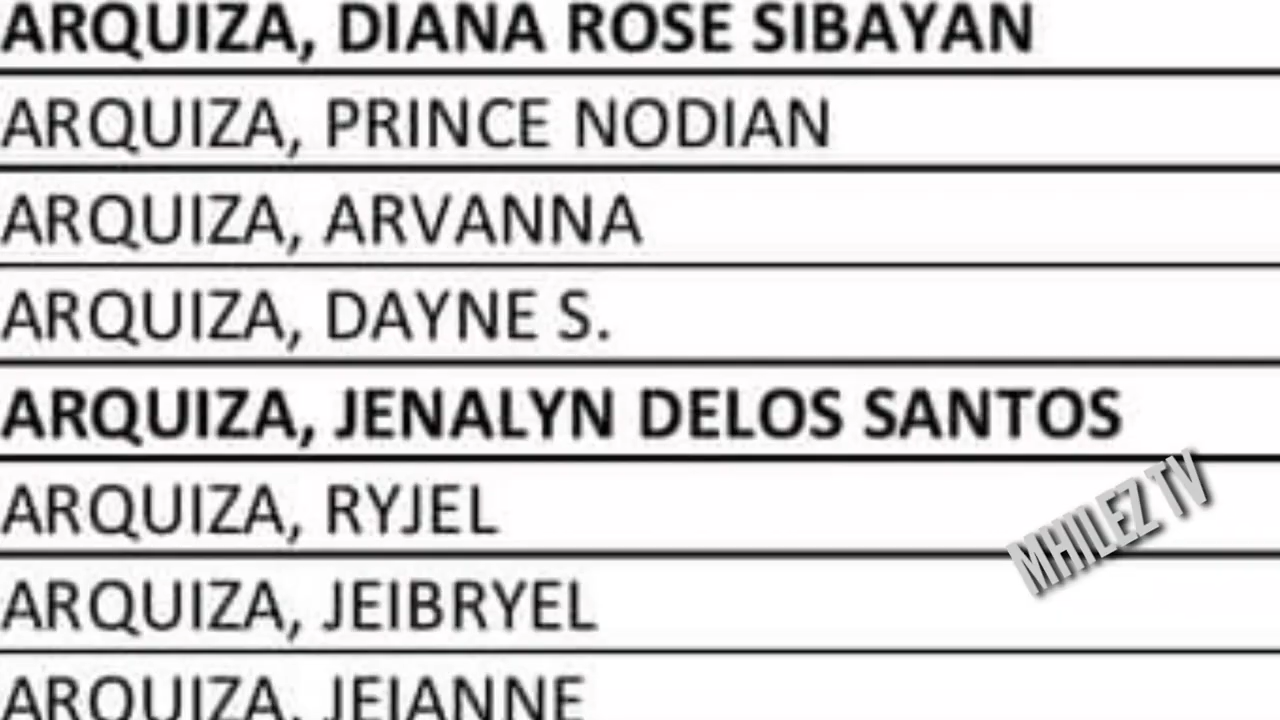 ARQUIZA, DIANA ROSE SIBAYAN
ARQUIZA, PRINCE NODIAN
ARQUIZA, ARVANNA
ARQUIZA, DAYNE S.
ARQUIZA, JENALYN DELOS SANTOS
ARQUIZA, RYJEL
MHILEZ TV
ARQUIZA, JEIBRYEL
ARQUIZA, JEIANNE